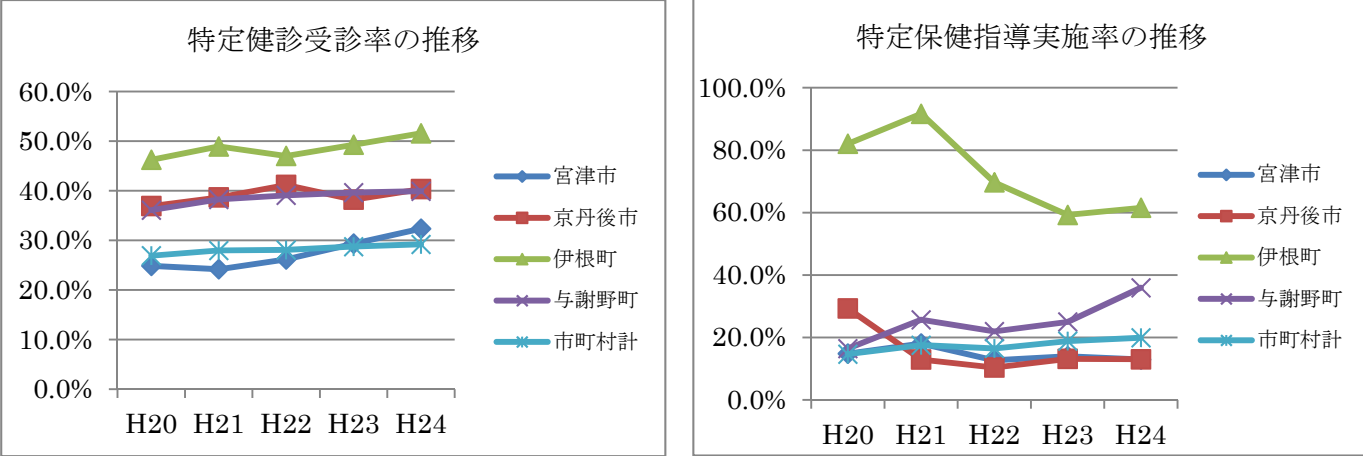 特定健診受診率の推移
60.0%
50.0%
40.0%
30.0%
20.0%
10.0%
0.0%
H20 H21 H22 H23 H24
宮津市
京丹後市
伊根町
与謝野町
市町村計
特定保健指導実施率の推移
100.0%
80.0%
60.0%
40.0%
20.0%
0.0%
H20 H21 H22 H23 H24
宮津市
京丹後市
伊根町
与謝野町
市町村計